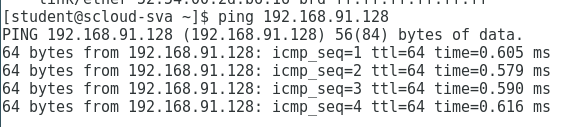 [student@scloud-sva ~]$ ping 192.168.91.128
PING 192.168.91.128 (192.168.91.128) 56(84) bytes of data.
64 bytes from 192.168.91.128: icmp_seq=1 ttl=64 time=0.605 ms
64 bytes from 192.168.91.128: icmp_seq=2 ttl=64 time=0.579 ms
64 bytes from 192.168.91.128: icmp_seq=3 ttl=64 time=0.590 ms
64 bytes from 192.168.91.128: icmp_seq=4 ttl=64 time=0.616 ms